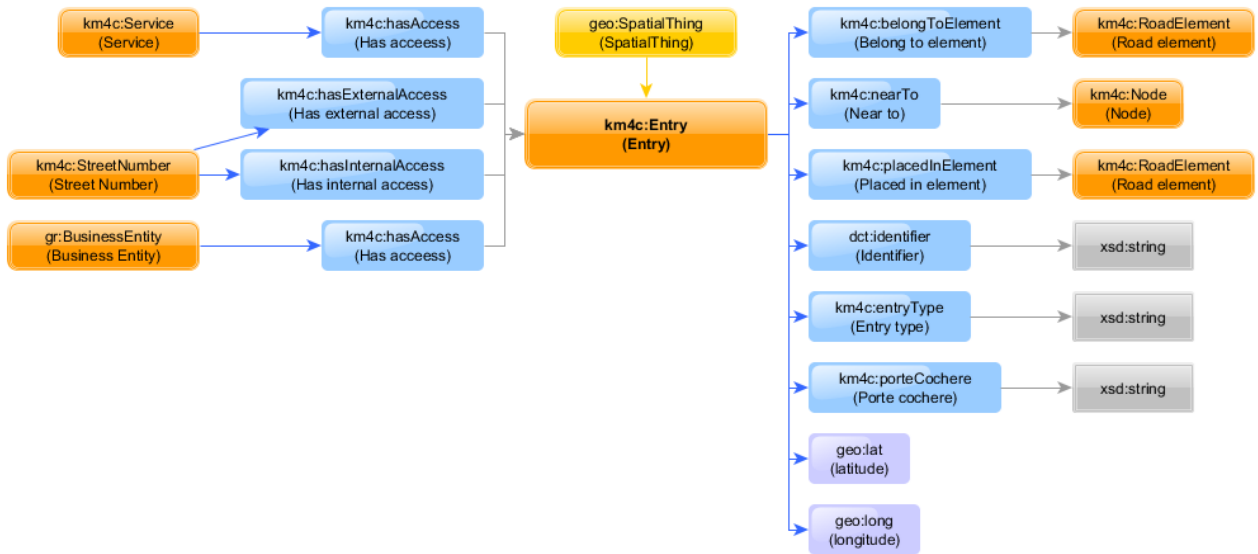 km4c:Service
(Service)
km4c:hasAccess
(Has acceess)
geo:SpatialThing
(SpatialThing)
km4c:belongToElement
(Belong to element)
km4c:RoadElement
(Road element)
km4c:hasExternalAccess
(Has external access)
km4c:nearTo
(Near to)
km4c:Node
(Node)
km4c:Entry
(Entry)
km4c:StreetNumber
(Street Number)
km4c:hasInternalAccess
(Has internal access)
km4c:placedInElement
(Placed in element)
km4c:RoadElement
(Road element)
gr:BusinessEntity
(Business Entity)
km4c:hasAccess
(Has acceess)
dct:identifier
(Identifier)
xsd:string
km4c:entryType
(Entry type)
xsd:string
km4c:porteCochere
(Porte cochere)
xsd:string
geo:lat
(latitude)
geo:long
(longitude)